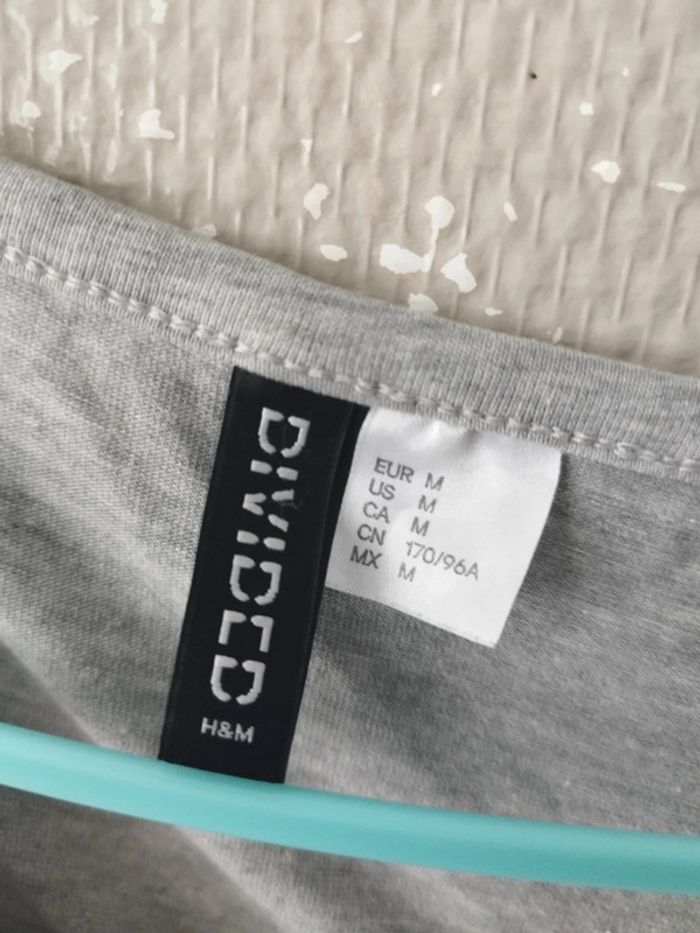 DIVIDED
H&M
EUR M
US M
CA M
CN 170/96A
MX M